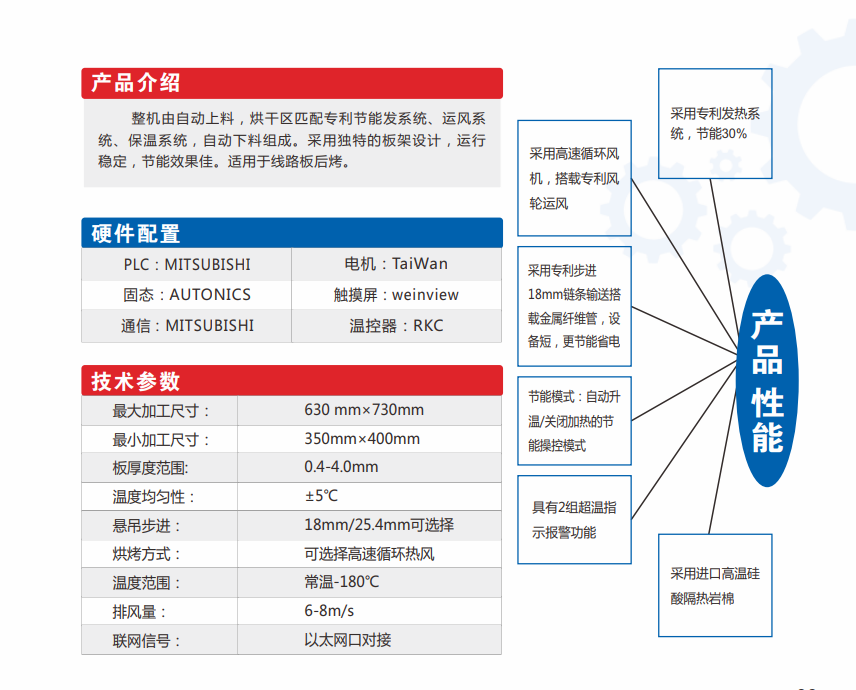 产品介绍
整机由自动上料，烘干区匹配专利节能发系统、运风系
统、保温系统，自动下料组成。采用独特的板架设计，运行
稳定，节能效果佳。适用于线路板后烤。
硬件配置
PLC：MITSUBISHI
电机：TaiWan
固态：AUTONICS
触摸屏：weinview
通信：MITSUBISHI
温控器：RKC
技术参数
最大加工尺寸： 630 mm×730mm
最小加工尺寸： 350mm×400mm
板厚度范围: 0.4-4.0mm
温度均匀性： ±5℃
悬吊步进： 18mm/25.4mm可选择
烘烤方式： 可选择高速循环热风
温度范围： 常温-180℃
排风量： 6-8m/s
联网信号： 以太网口对接
采用专利发热系
统，节能30%
采用高速循环风
机，搭载专利风
轮运风
采用专利步进
18mm链条输送搭
载金属纤维管，设
备短，更节能省电
节能模式：自动升
温/关闭加热的节
能操控模式
具有2组超温指
示报警功能
采用进口高温硅
酸隔热岩棉
产品性能